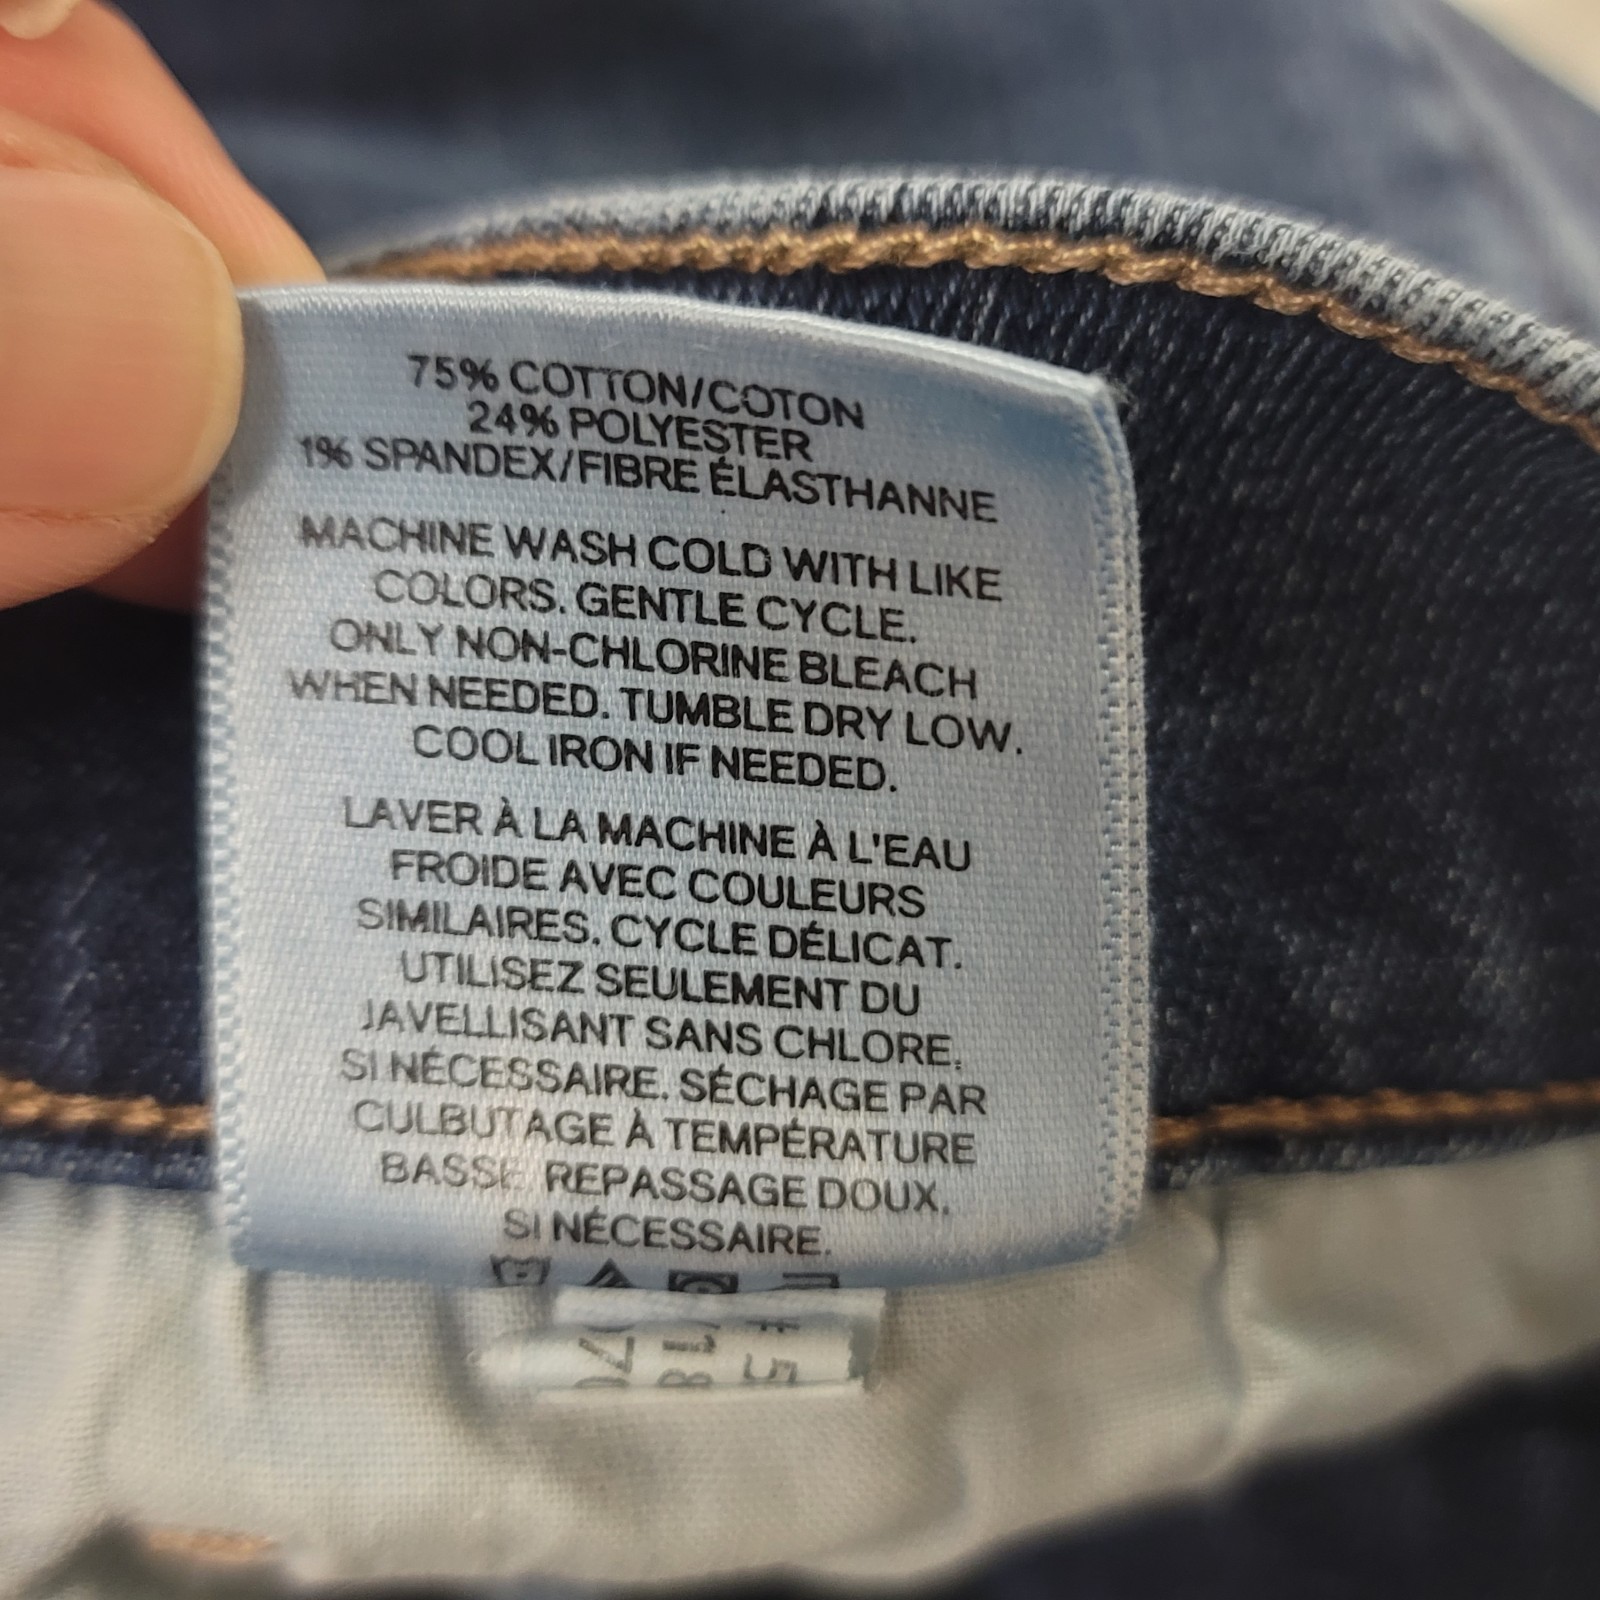 75% COTTON/COTON
24% POLYESTER
1% SPANDEX/FIBRE ÉLASTHANNE
MACHINE WASH COLD WITH LIKE
COLORS. GENTLE CYCLE.
ONLY NON-CHLORINE BLEACH
WHEN NEEDED. TUMBLE DRY LOW.
COOL IRON IF NEEDED.
LAVER À LA MACHINE À L'EAU
FROIDE AVEC COULEURS
SIMILAIRES. CYCLE DÉLICAT.
UTILISEZ SEULEMENT DU
JAVELLISANT SANS CHLORE.
SI NÉCESSAIRE. SÉCHAGE PAR
CULBUTAGE À TEMPÉRATURE
BASSE. REPASSAGE DOUX.
SI NÉCESSAIRE.